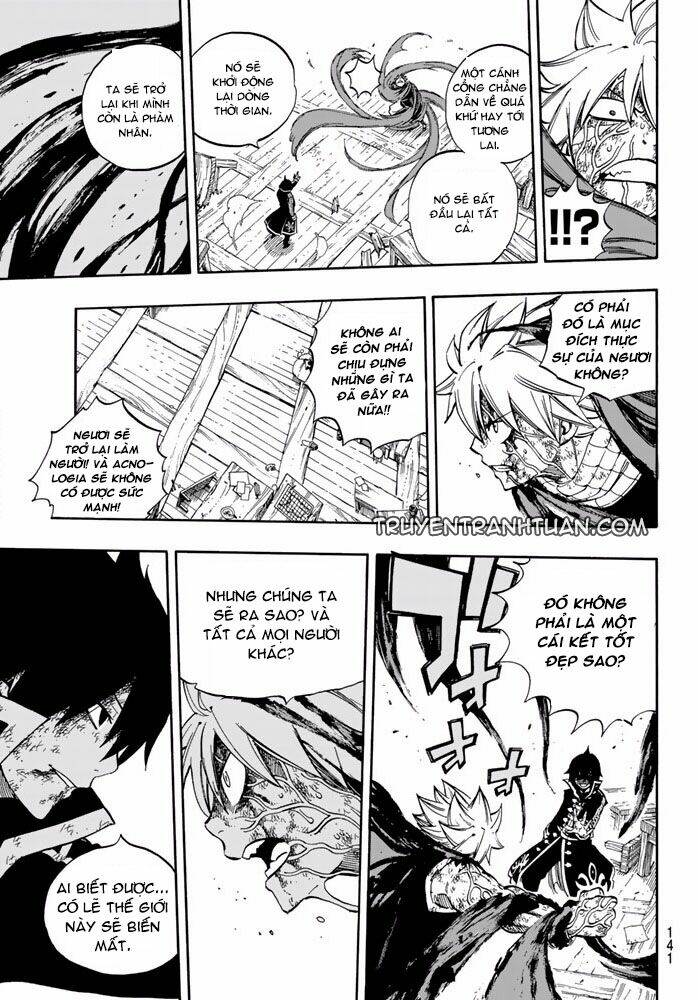 !!?
MỘT CÁNH
CỔNG CHẲNG
DẪN VỀ QUÁ
KHỨ HAY TỚI
TƯƠNG
LAI.
NÓ SẼ BẮT
ĐẦU LẠI TẤT
CẢ.
NÓ SẼ
KHỞI ĐỘNG
LẠI DÒNG
THỜI GIAN.
TA SẼ TRỞ
LẠI KHI MÌNH
CÒN LÀ PHÀM
NHÂN.
CÓ PHẢI
ĐÓ LÀ MỤC
ĐÍCH THỰC
SỰ CỦA NGƯƠI
KHÔNG?
KHÔNG AI
SẼ CÒN PHẢI
CHỊU ĐỰNG
NHỮNG GÌ TA
ĐÃ GÂY RA
NỮA!!
NGƯƠI SẼ
TRỞ LẠI LÀM
NGƯỜI! VÀ ACNO-
LOGIA SẼ KHÔNG
CÓ ĐƯỢC SỨC
MẠNH!
TRUYENTRANHTUAN.COM
ĐÓ KHÔNG
PHẢI LÀ MỘT
CÁI KẾT TỐT
ĐẸP SAO?
ゴオオオ
NHƯNG CHÚNG TA
SẼ RA SAO? VÀ
TẤT CẢ MỌI NGƯỜI
KHÁC?
AI BIẾT ĐƯỢC...
CÓ LẼ THẾ GIỚI
NÀY SẼ BIẾN
MẤT.
141